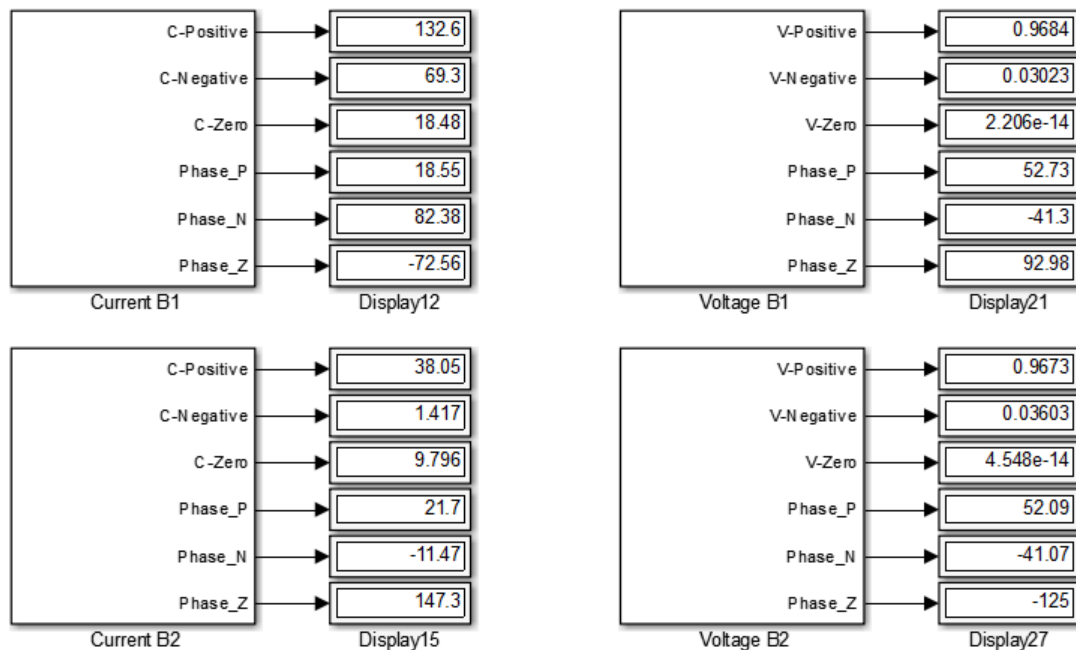 C-Positive 132.6
C-Negative 69.3
C-Zero 18.48
Phase_P 18.55
Phase_N 82.38
Phase_Z -72.56
Current B1 Display12
V-Positive 0.9684
V-Negative 0.03023
V-Zero 2.206e-14
Phase_P 52.73
Phase_N -41.3
Phase_Z 92.98
Voltage B1 Display21
C-Positive 38.05
C-Negative 1.417
C-Zero 9.796
Phase_P 21.7
Phase_N -11.47
Phase_Z 147.3
Current B2 Display15
V-Positive 0.9673
V-Negative 0.03603
V-Zero 4.548e-14
Phase_P 52.09
Phase_N -41.07
Phase_Z -125
Voltage B2 Display27